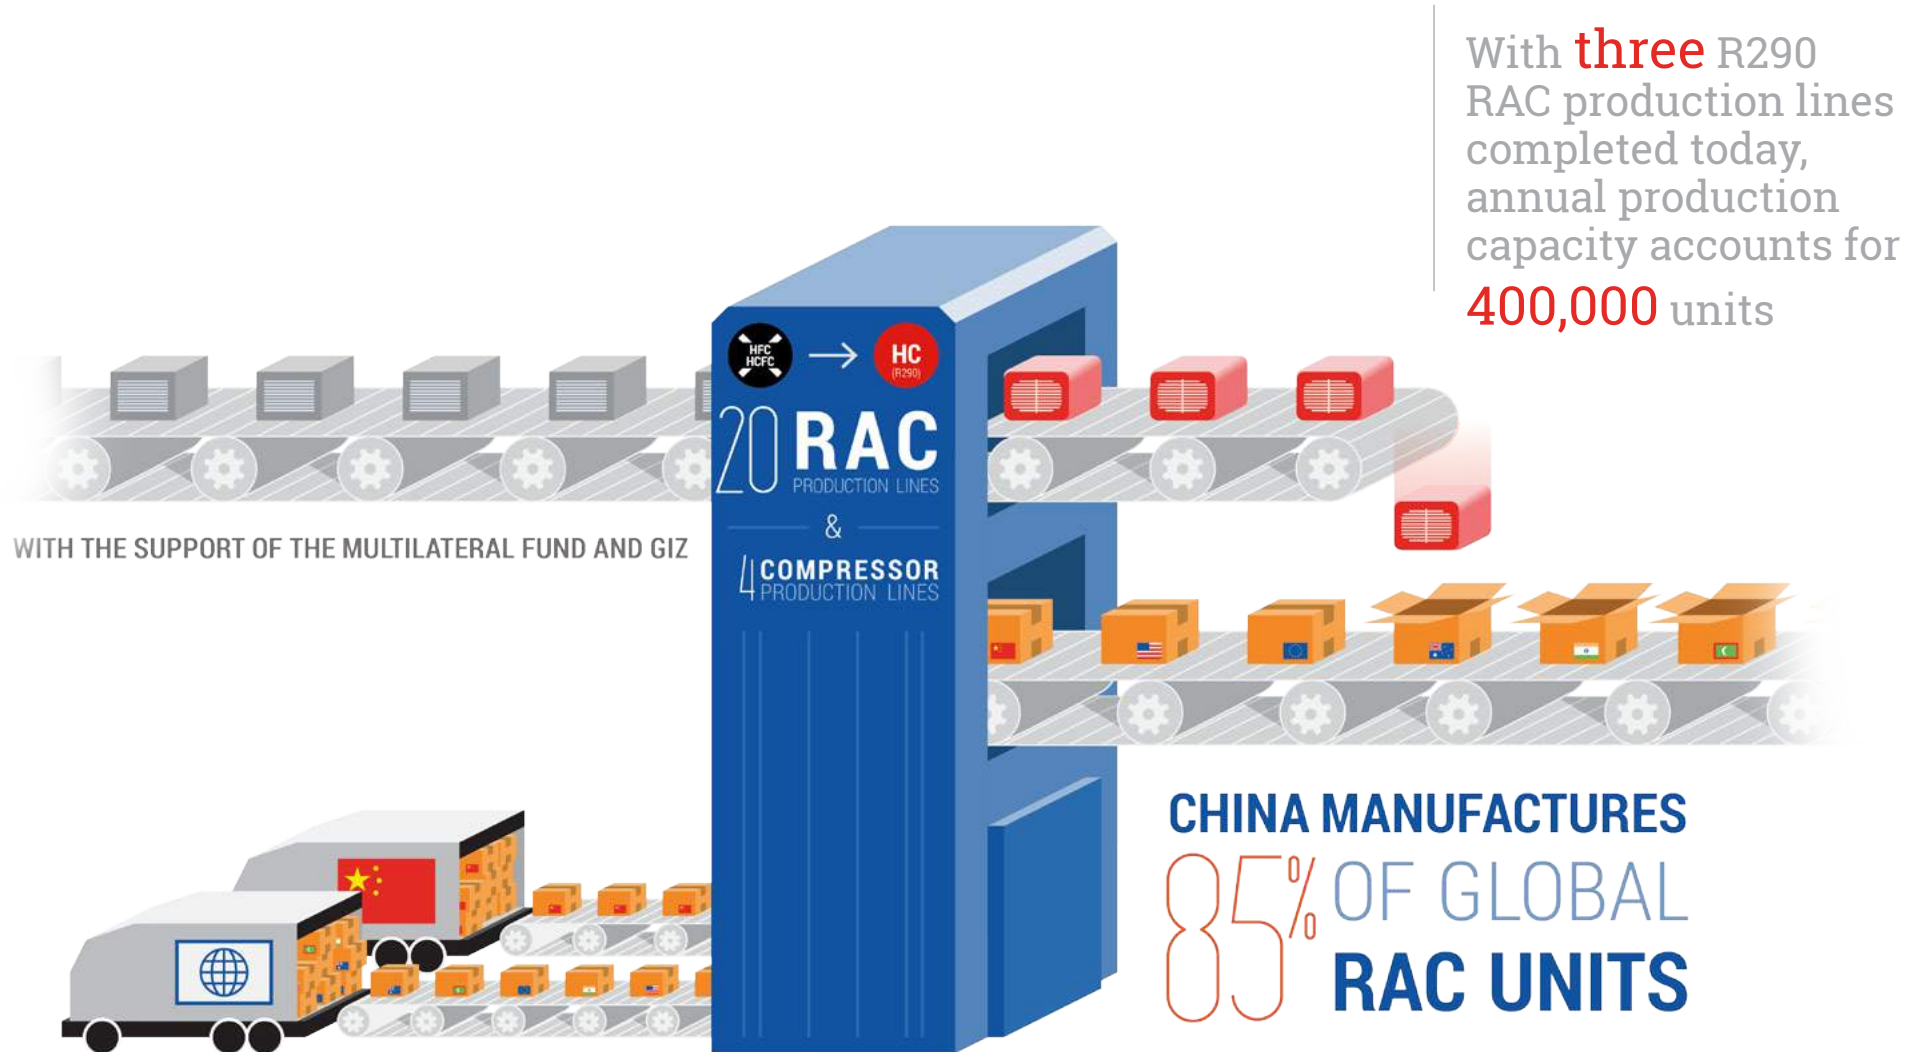 With three R290
RAC production lines
completed today,
annual production
capacity accounts for
400,000 units
HFC
HCFC
HC
(R290)
20 RAC
PRODUCTION LINES
&
4 COMPRESSOR
PRODUCTION LINES
WITH THE SUPPORT OF THE MULTILATERAL FUND AND GIZ
CHINA MANUFACTURES
85% OF GLOBAL
RAC UNITS